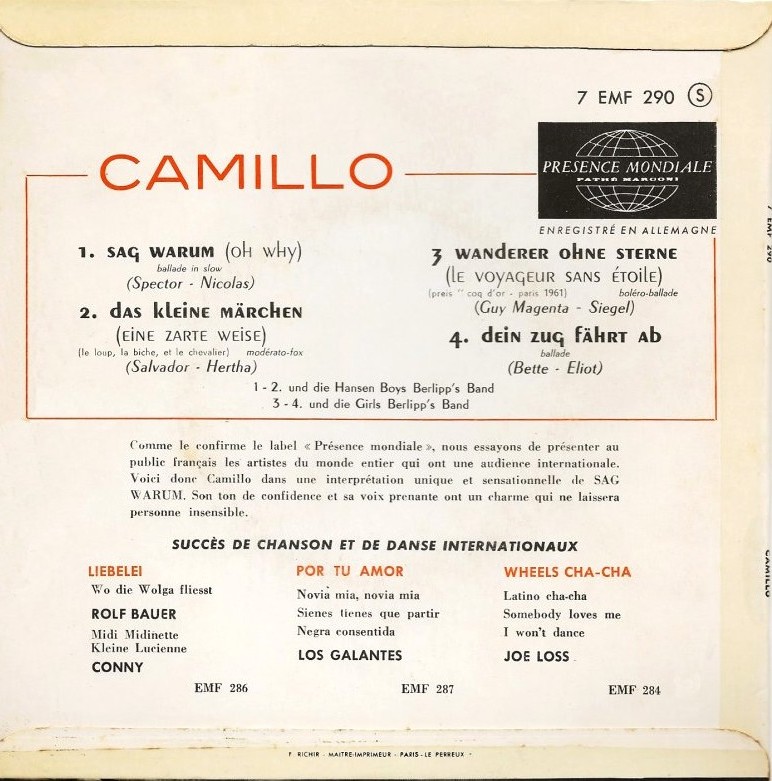 7 EMF 290 Ⓢ
CAMILLO
PRESENCE MONDIALE
PATHÉ MARCONI
ENREGISTRÉ EN ALLEMAGNE
1. SAG WARUM (OH WHY)
ballade in slow
(Spector - Nicolas)
2. DAS KLEINE MÄRCHEN
(EINE ZARTE WEISE)
(le loup, la biche, et le chevalier) modérato-fox
(Salvador - Hertha)
3 WANDERER OHNE STERNE
(LE VOYAGEUR SANS ÉTOILE)
(preis " coq d'or - paris 1961) boléro-ballade
(Guy Magenta - Siegel)
4. DEIN ZUG FÄHRT AB
ballade
(Bette - Eliot)
1 - 2. und die Hansen Boys Berlipp's Band
3 - 4. und die Girls Berlipp's Band
Comme le confirme le label « Présence mondiale », nous essayons de présenter au
public français les artistes du monde entier qui ont une audience internationale.
Voici donc Camillo dans une interprétation unique et sensationnelle de SAG
WARUM. Son ton de confidence et sa voix prenante ont un charme qui ne laissera
personne insensible.
SUCCÈS DE CHANSON ET DE DANSE INTERNATIONAUX
LIEBELEI
Wo die Wolga fliesst
ROLF BAUER
Midi Midinette
Kleine Lucienne
CONNY
EMF 286
POR TU AMOR
Novia mia, novia mia
Sienes tienes que partir
Negra consentida
LOS GALANTES
EMF 287
WHEELS CHA-CHA
Latino cha-cha
Somebody loves me
I won't dance
JOE LOSS
EMF 284
7 EMF 290
CAMILLO
F RICHIR - MAITRE-IMPRIMEUR - PARIS - LE PERREUX -